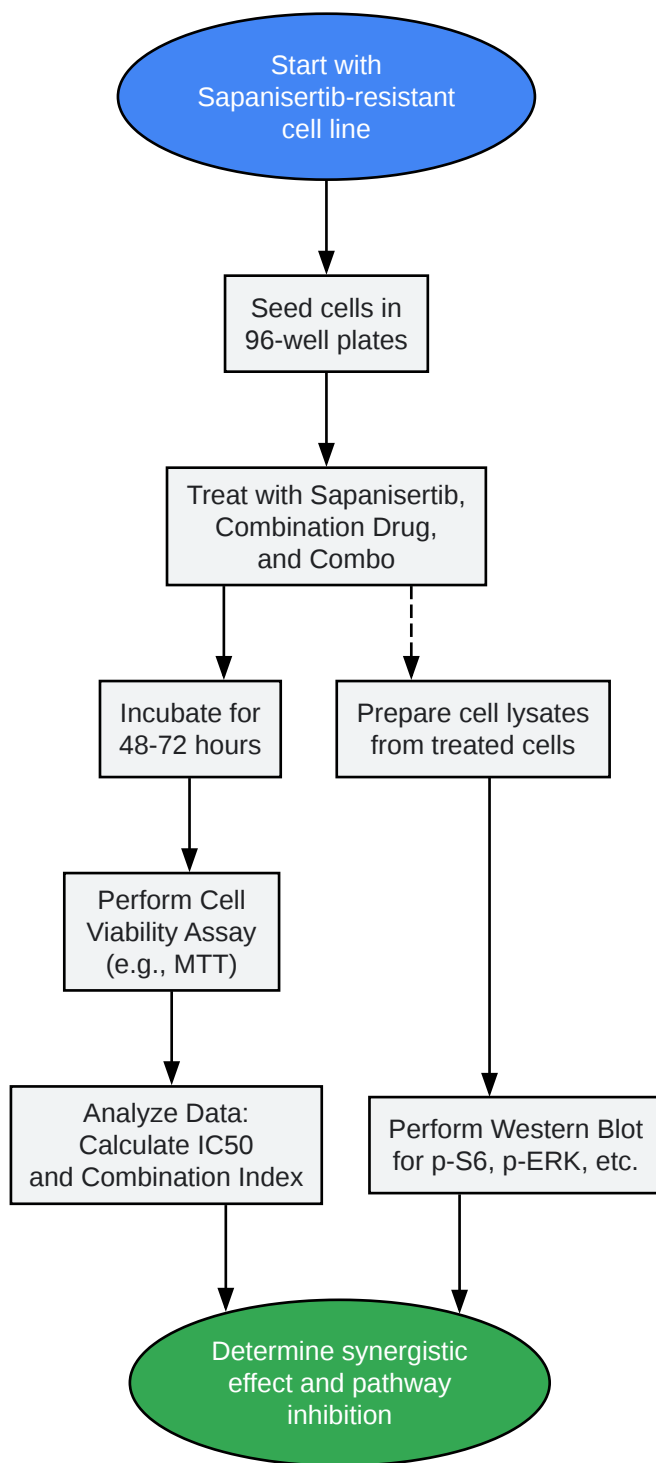 Start with
Sapanisertib-resistant
cell line
Seed cells in
96-well plates
Treat with Sapanisertib,
Combination Drug,
and Combo
Incubate for
48-72 hours
Prepare cell lysates
from treated cells
Perform Cell
Viability Assay
(e.g., MTT)
Analyze Data:
Calculate IC50
and Combination Index
Perform Western Blot
for p-S6, p-ERK, etc.
Determine synergistic
effect and pathway
inhibition